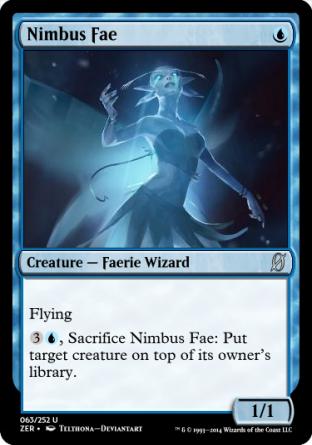 Nimbus Fae
Creature — Faerie Wizard
Flying
3, Sacrifice Nimbus Fae: Put
target creature on top of its owner's
library.
063/252 U
ZER • Telthona—Deviantart
™ & © 1993–2014 Wizards of the Coast LLC
1/1